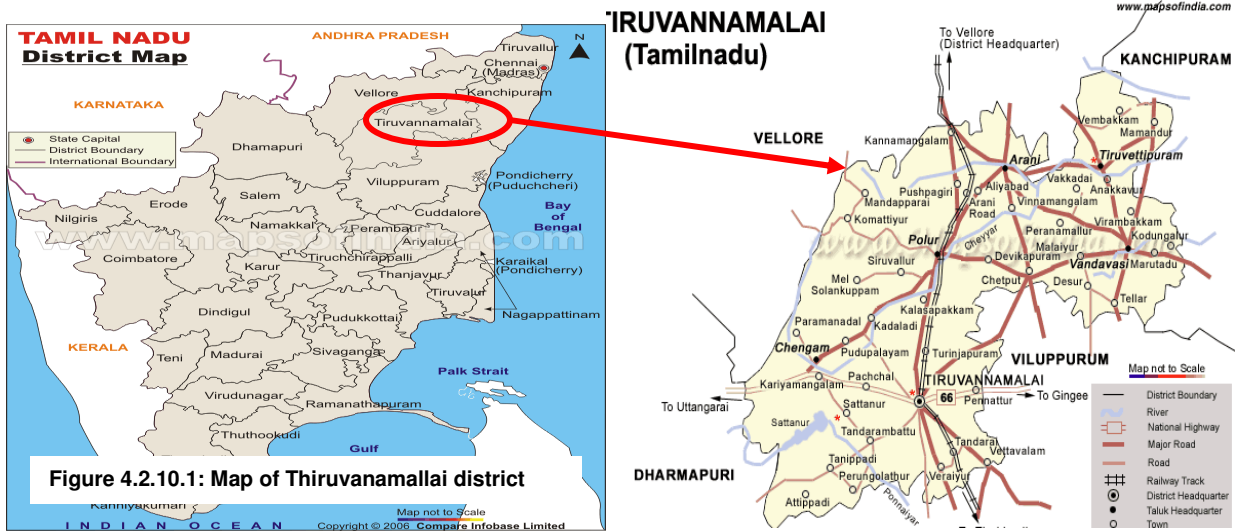 TAMIL NADU
District Map
ANDHRA PRADESH
N
Tiruvallur
Chennai
(Madras)
KARNATAKA
Vellore
Kanchipuram
Tiruvannamalai
State Capital
District Boundary
International Boundary
Dhamapuri
Viluppuram
Pondicherry
(Puduchcheri)
Salem
Erode
Nilgiris
Cuddalore
Bay
of
Bengal
Namakkal
Perambur
Ariyalur
www.mapsofindia.com
Coimbatore
Tiruchchirappalli
Karaikal
(Pondicherry)
Karur
Thanjavur
Tiruvalur
Nagappattinam
Dindigul
Pudukkottai
KERALA
Teni
Madurai
Sivaganga
Palk Strait
Virudunagar
Ramanathapuram
Thuthookudi
Gulf
Figure 4.2.10.1: Map of Thiruvanamallai district
Kanniyakumari
Map not to Scale
INDIAN OCEAN
Copyright © 2006 Compare Infobase Limited
www.mapsofindia.com
TIRUVANNAMALAI
(Tamilnadu)
To Vellore
(District Headquarter)
KANCHIPURAM
VELLORE
Vembakkam
Mamandur
Kannamangalam
Arani
Tiruvettipuram
Vakkadai
Anakkavur
Pushpagiri
Aliyabad
Mandapparai
Arani
Road
Vinnamangalam
Komattiyur
Virambakkam
Peranamallur
Kodungalur
Cheyyar
Polur
Malaiyur
Siruvallur
Devikapuram
Vandavasi
Marutadu
Mel
Solankuppam
Chetput
Desur
Tellar
Kalasapakkam
Paramanadal
Kadaladi
Chengam
Pudupalayam
Turinjapuram
VILUPPURUM
Map not to Scale
Kariyamangalam
Pachchal
TIRUVANNAMALAI
66
Pennattur
To Gingee
To Uttangarai
Sattanur
Sattanur
Tandarambattu
Tandarai
Vettavalam
DHARMAPURI
Tanippadi
Perungolathur
Veraiyur
Attippadi
Ponnaiyar
District Boundary
River
National Highway
Major Road
Road
Railway Track
District Headquarter
Taluk Headquarter
Town